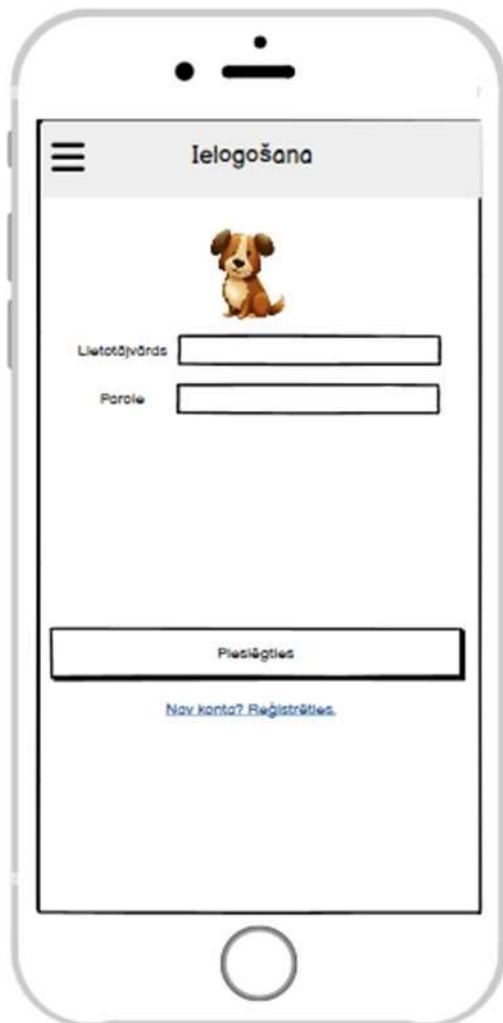 Ielogošana
Lietotājvārds
Parole
Pieslēgties
Nav konta? Reģistrēties.